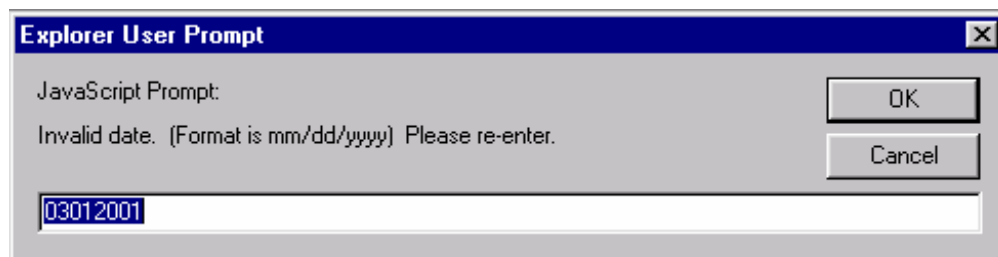 Explorer User Prompt
JavaScript Prompt:
OK
Invalid date.  (Format is mm/dd/yyyy)  Please re-enter.
Cancel
03012001